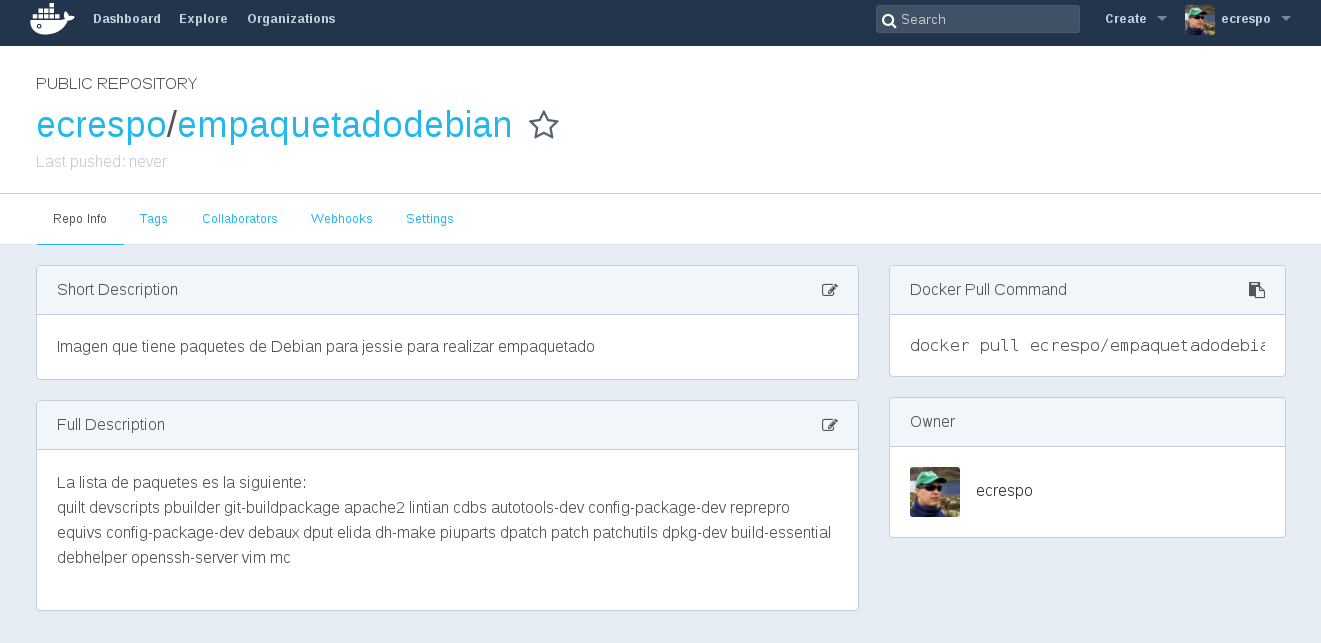 Dashboard Explore Organizations Search Create ecrespo
PUBLIC REPOSITORY
ecrespo/empaquetadodebian
Last pushed: never
Repo Info Tags Collaborators Webhooks Settings
Short Description
Imagen que tiene paquetes de Debian para jessie para realizar empaquetado
Full Description
La lista de paquetes es la siguiente:
quilt devscripts pbuilder git-buildpackage apache2 lintian cdbs autotools-dev config-package-dev reprepro
equivs config-package-dev debaux dput elida dh-make piuparts dpatch patch patchutils dpkg-dev build-essential
debhelper openssh-server vim mc
Docker Pull Command
docker pull ecrespo/empaquetadodebia
Owner
ecrespo